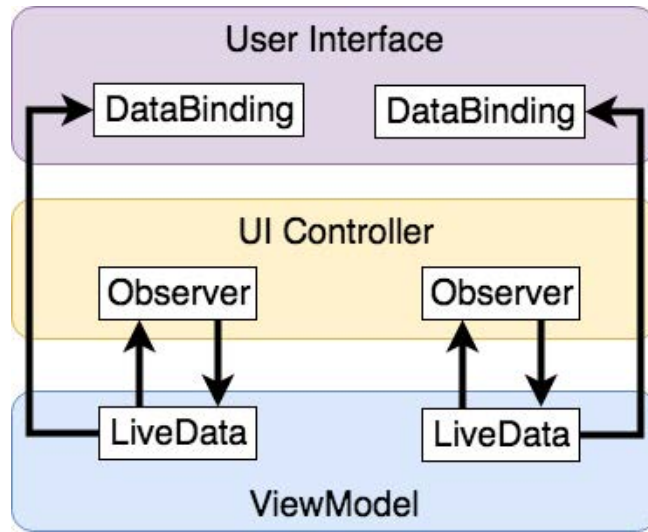 User Interface
DataBinding
DataBinding
UI Controller
Observer
Observer
LiveData
LiveData
ViewModel